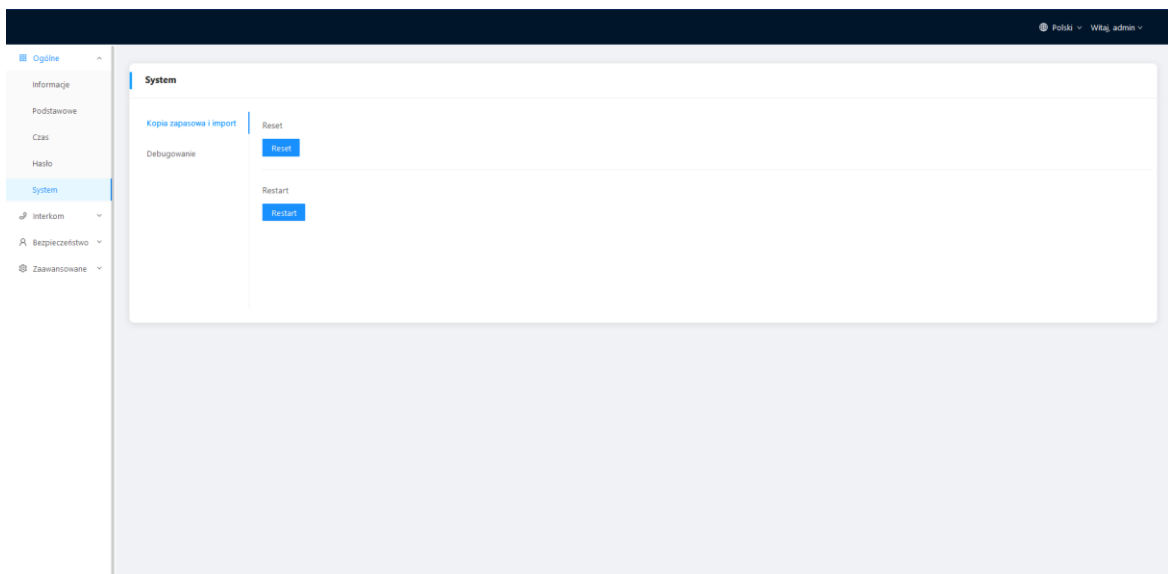 Polski Witaj, admin
Ogólne
Informacje
Podstawowe
Czas
Hasło
System
Interkom
Bezpieczeństwo
Zaawansowane
System
Kopia zapasowa i import
Debugowanie
Reset
Reset
Restart
Restart